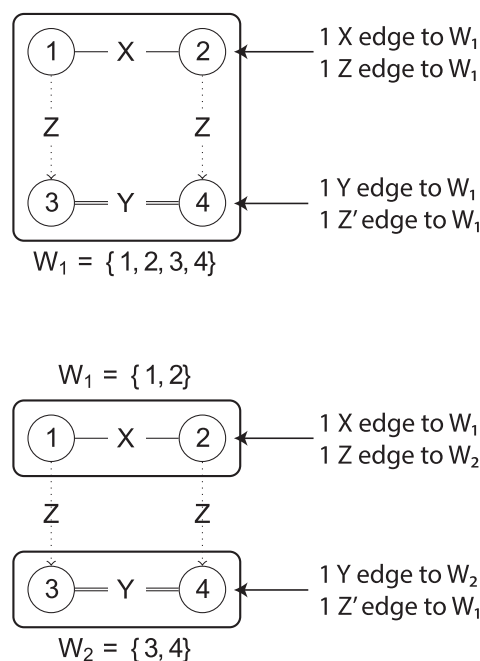 1 X 2
1 X edge to W₁
1 Z edge to W₁
Z Z
3 Y 4
1 Y edge to W₁
1 Z' edge to W₁
W₁ = {1, 2, 3, 4}
W₁ = {1, 2}
1 X 2
1 X edge to W₁
1 Z edge to W₂
Z Z
3 Y 4
1 Y edge to W₂
1 Z' edge to W₁
W₂ = {3, 4}